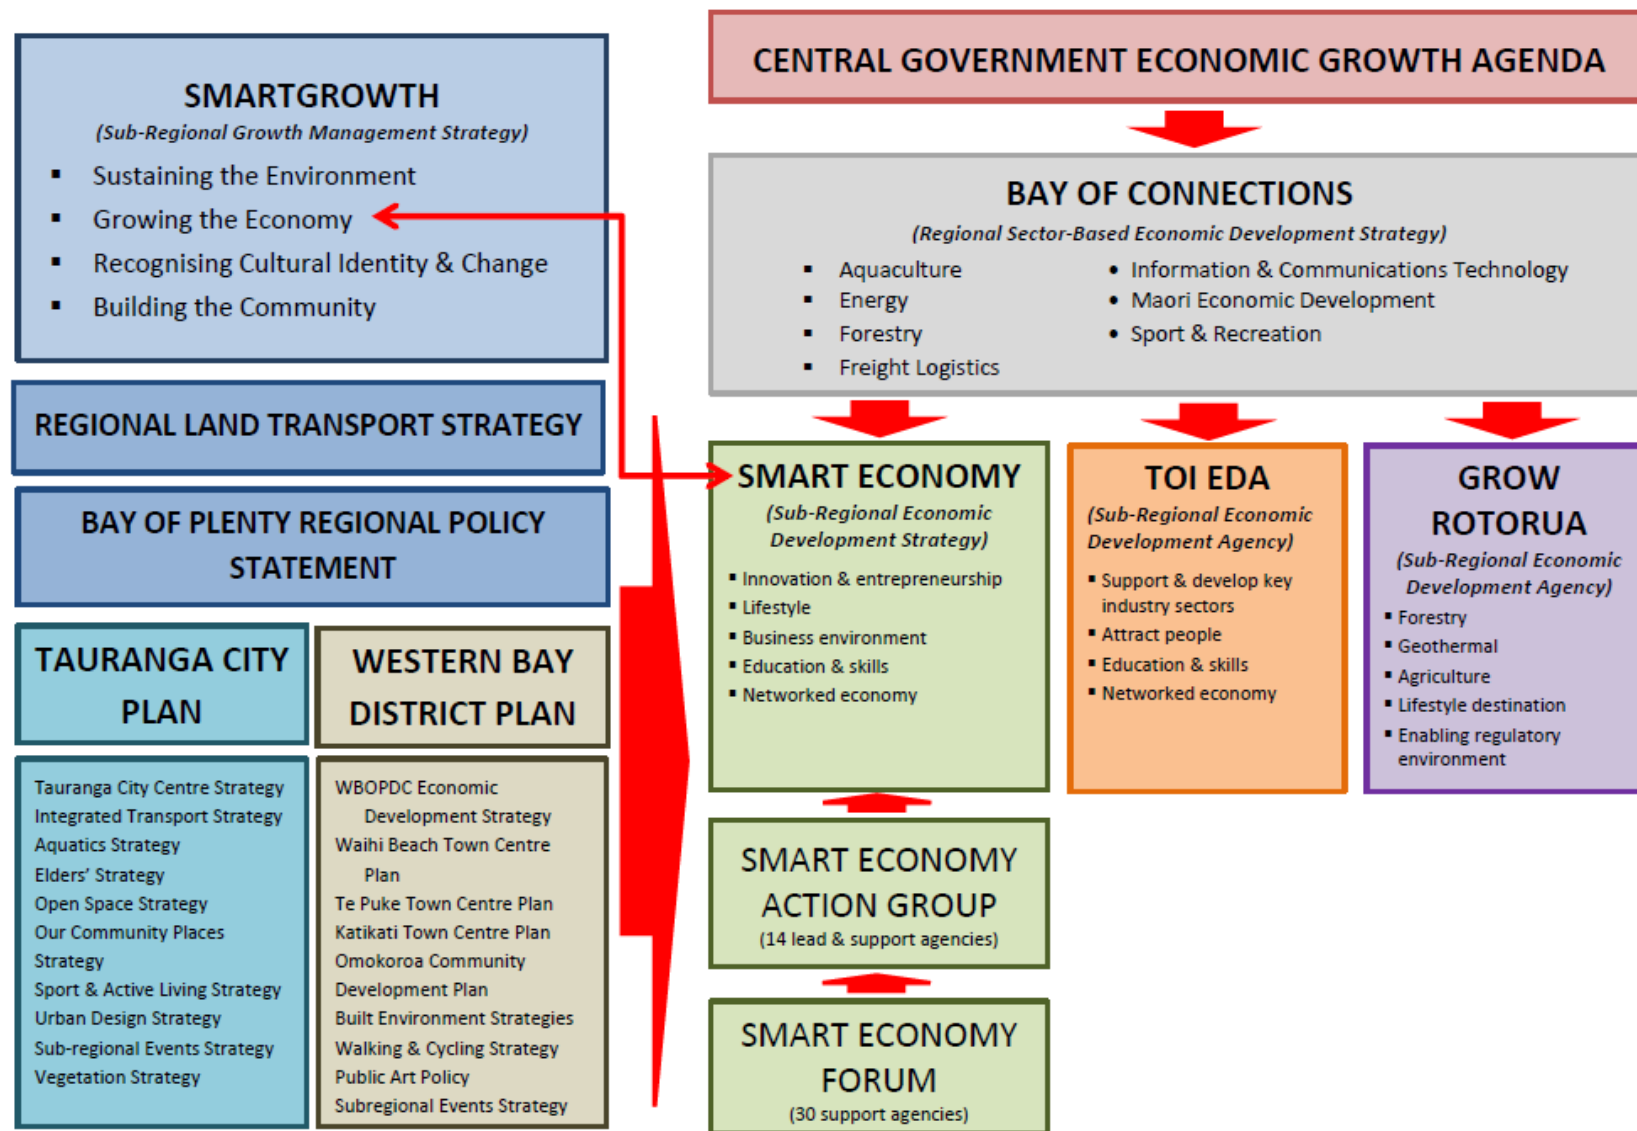 SMARTGROWTH
(Sub-Regional Growth Management Strategy)
▪ Sustaining the Environment
▪ Growing the Economy
▪ Recognising Cultural Identity & Change
▪ Building the Community
REGIONAL LAND TRANSPORT STRATEGY
BAY OF PLENTY REGIONAL POLICY
STATEMENT
TAURANGA CITY
PLAN
Tauranga City Centre Strategy
Integrated Transport Strategy
Aquatics Strategy
Elders' Strategy
Open Space Strategy
Our Community Places
Strategy
Sport & Active Living Strategy
Urban Design Strategy
Sub-regional Events Strategy
Vegetation Strategy
WESTERN BAY
DISTRICT PLAN
WBOPDC Economic
Development Strategy
Waihi Beach Town Centre
Plan
Te Puke Town Centre Plan
Katikati Town Centre Plan
Omokoroa Community
Development Plan
Built Environment Strategies
Walking & Cycling Strategy
Public Art Policy
Subregional Events Strategy
CENTRAL GOVERNMENT ECONOMIC GROWTH AGENDA
BAY OF CONNECTIONS
(Regional Sector-Based Economic Development Strategy)
▪ Aquaculture
▪ Energy
▪ Forestry
▪ Freight Logistics
• Information & Communications Technology
• Maori Economic Development
• Sport & Recreation
SMART ECONOMY
(Sub-Regional Economic
Development Strategy)
▪ Innovation & entrepreneurship
▪ Lifestyle
▪ Business environment
▪ Education & skills
▪ Networked economy
TOI EDA
(Sub-Regional Economic
Development Agency)
▪ Support & develop key
industry sectors
▪ Attract people
▪ Education & skills
▪ Networked economy
GROW
ROTORUA
(Sub-Regional Economic
Development Agency)
▪ Forestry
▪ Geothermal
▪ Agriculture
▪ Lifestyle destination
▪ Enabling regulatory
environment
SMART ECONOMY
ACTION GROUP
(14 lead & support agencies)
SMART ECONOMY
FORUM
(30 support agencies)